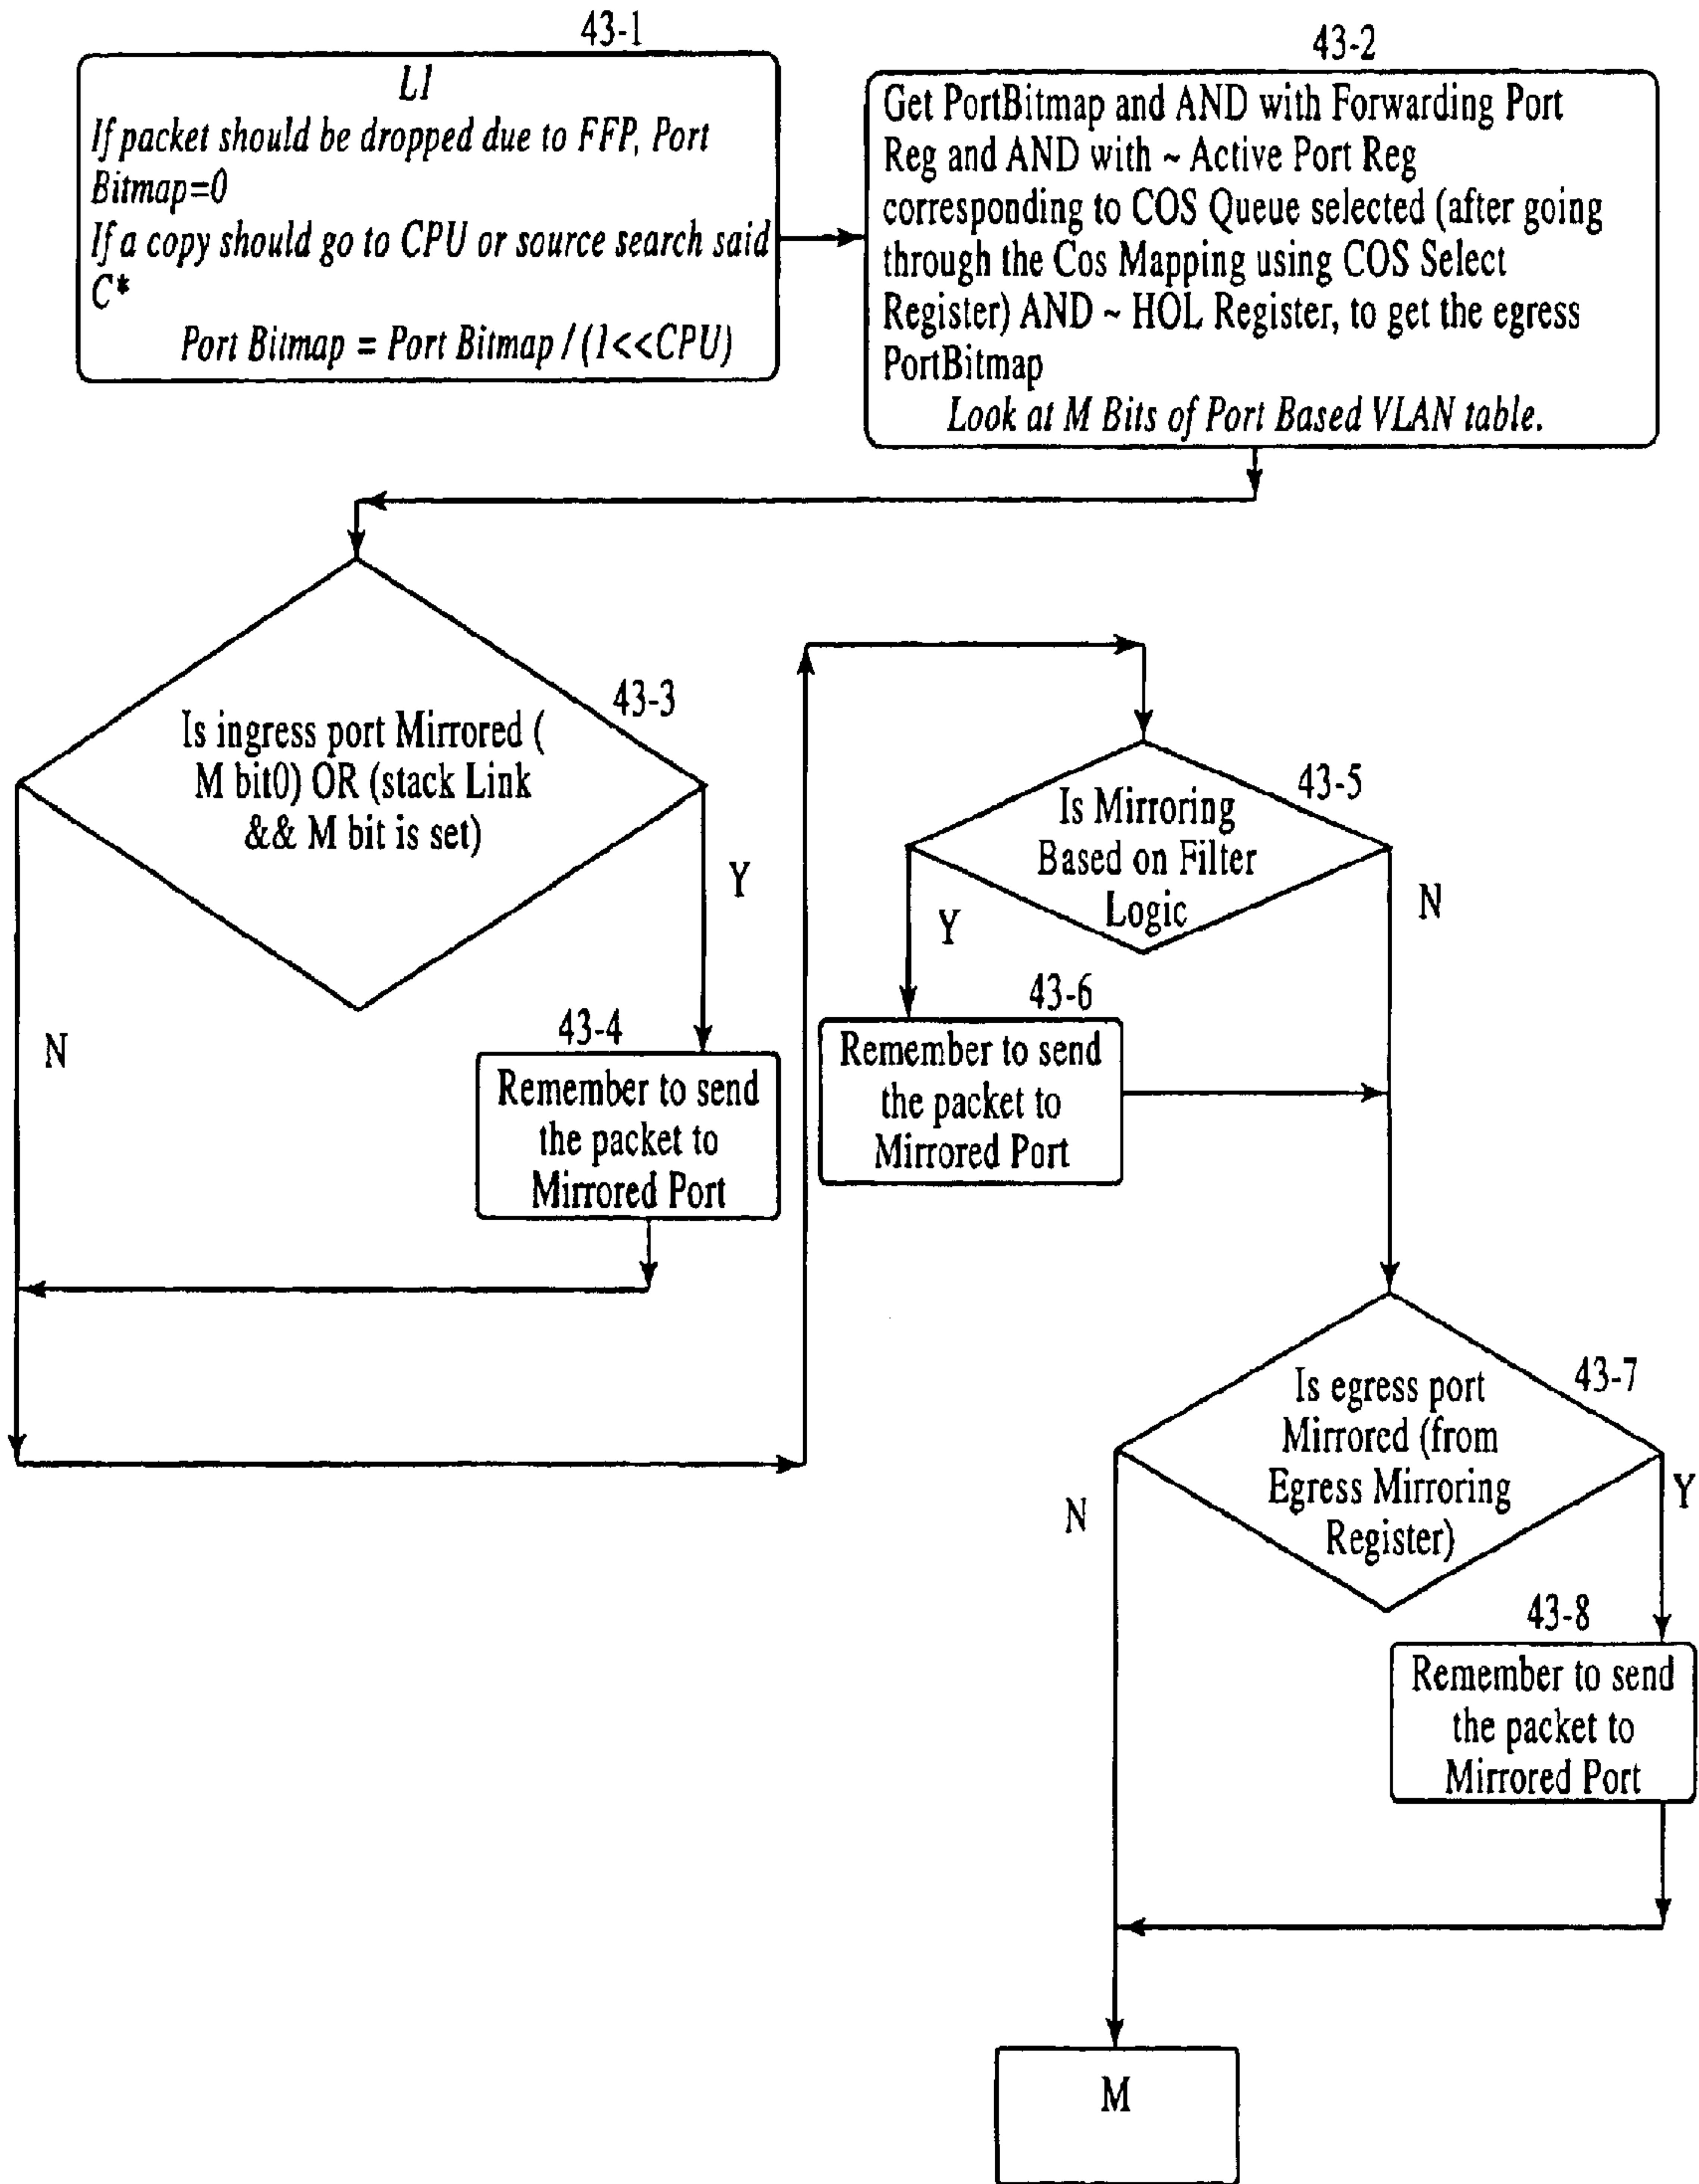 43-1
L1
If packet should be dropped due to FFP, Port
Bitmap=0
If a copy should go to CPU or source search said
C*
Port Bitmap = Port Bitmap / (1<<CPU)
43-2
Get PortBitmap and AND with Forwarding Port
Reg and AND with ~ Active Port Reg
corresponding to COS Queue selected (after going
through the Cos Mapping using COS Select
Register) AND ~ HOL Register, to get the egress
PortBitmap
Look at M Bits of Port Based VLAN table.
43-3
Is ingress port Mirrored (
M bit0) OR (stack Link
&& M bit is set)
Y
N
43-4
Remember to send
the packet to
Mirrored Port
43-5
Is Mirroring
Based on Filter
Logic
Y
N
43-6
Remember to send
the packet to
Mirrored Port
43-7
Is egress port
Mirrored (from
Egress Mirroring
Register)
N
Y
43-8
Remember to send
the packet to
Mirrored Port
M